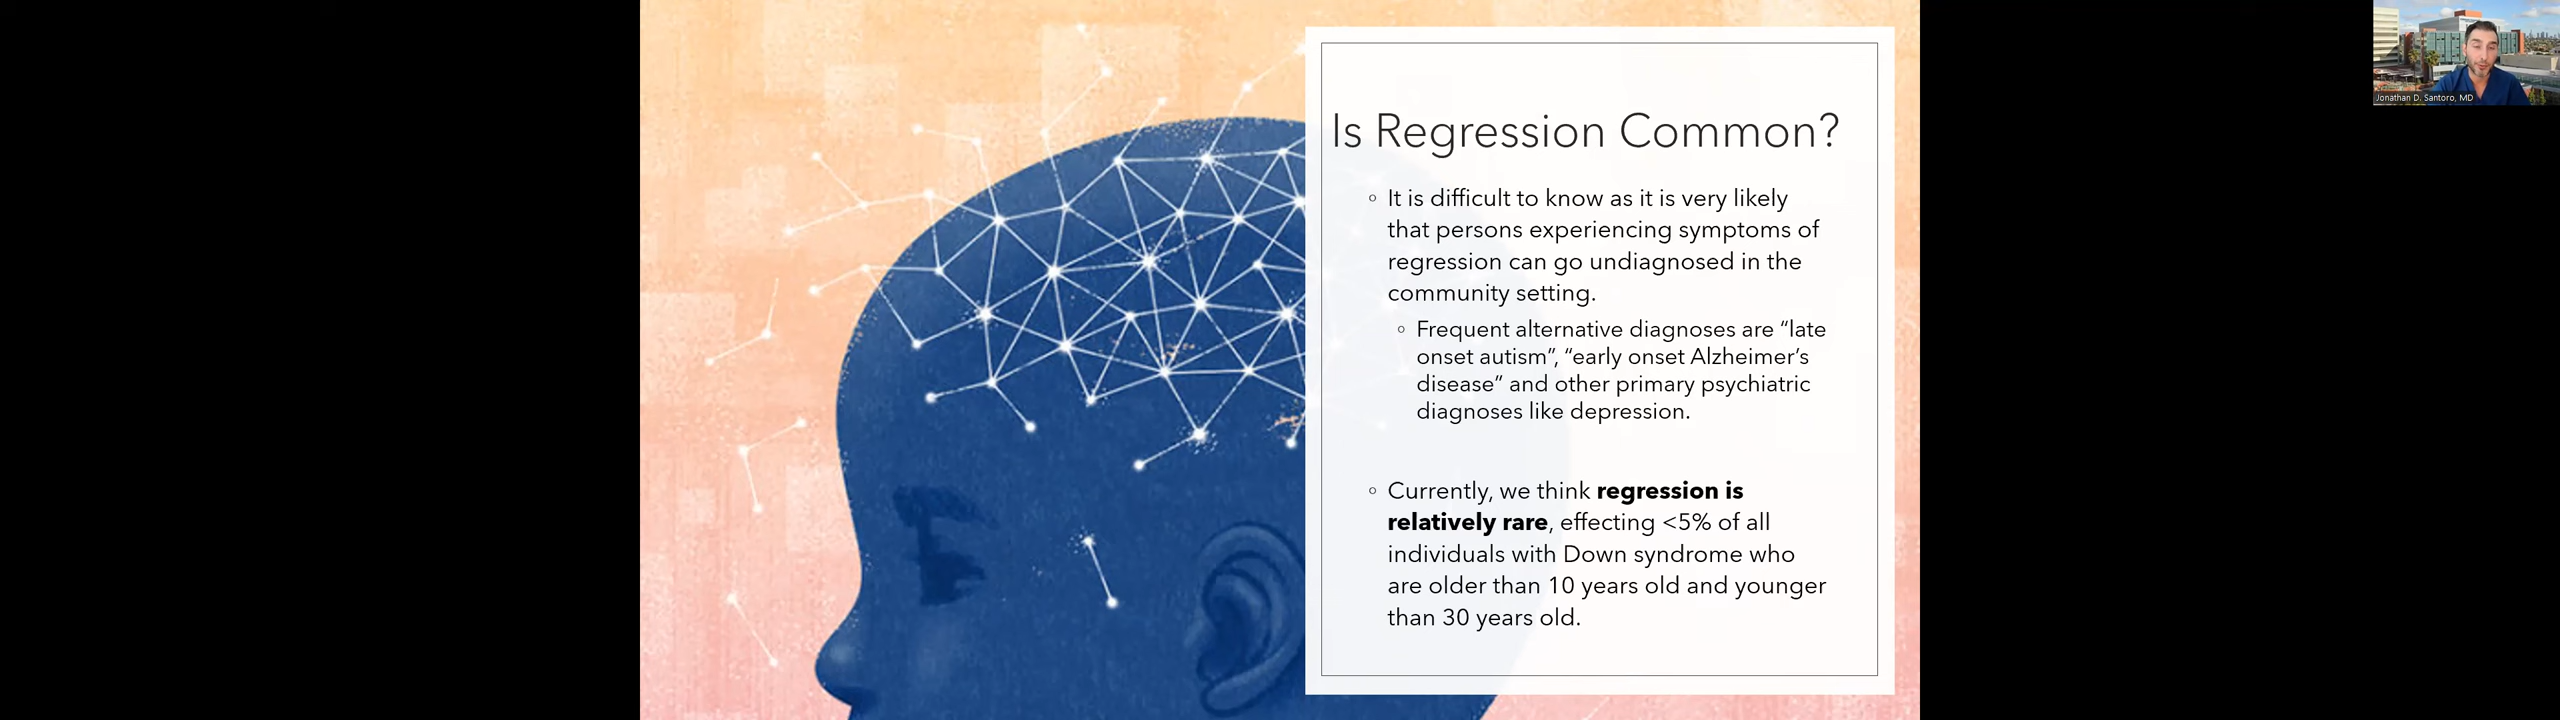 Is Regression Common?
◦ It is difficult to know as it is very likely
that persons experiencing symptoms of
regression can go undiagnosed in the
community setting.
◦ Frequent alternative diagnoses are “late
onset autism”, “early onset Alzheimer’s
disease” and other primary psychiatric
diagnoses like depression.
◦ Currently, we think regression is
relatively rare, effecting <5% of all
individuals with Down syndrome who
are older than 10 years old and younger
than 30 years old.
Jonathan D. Santoro, MD